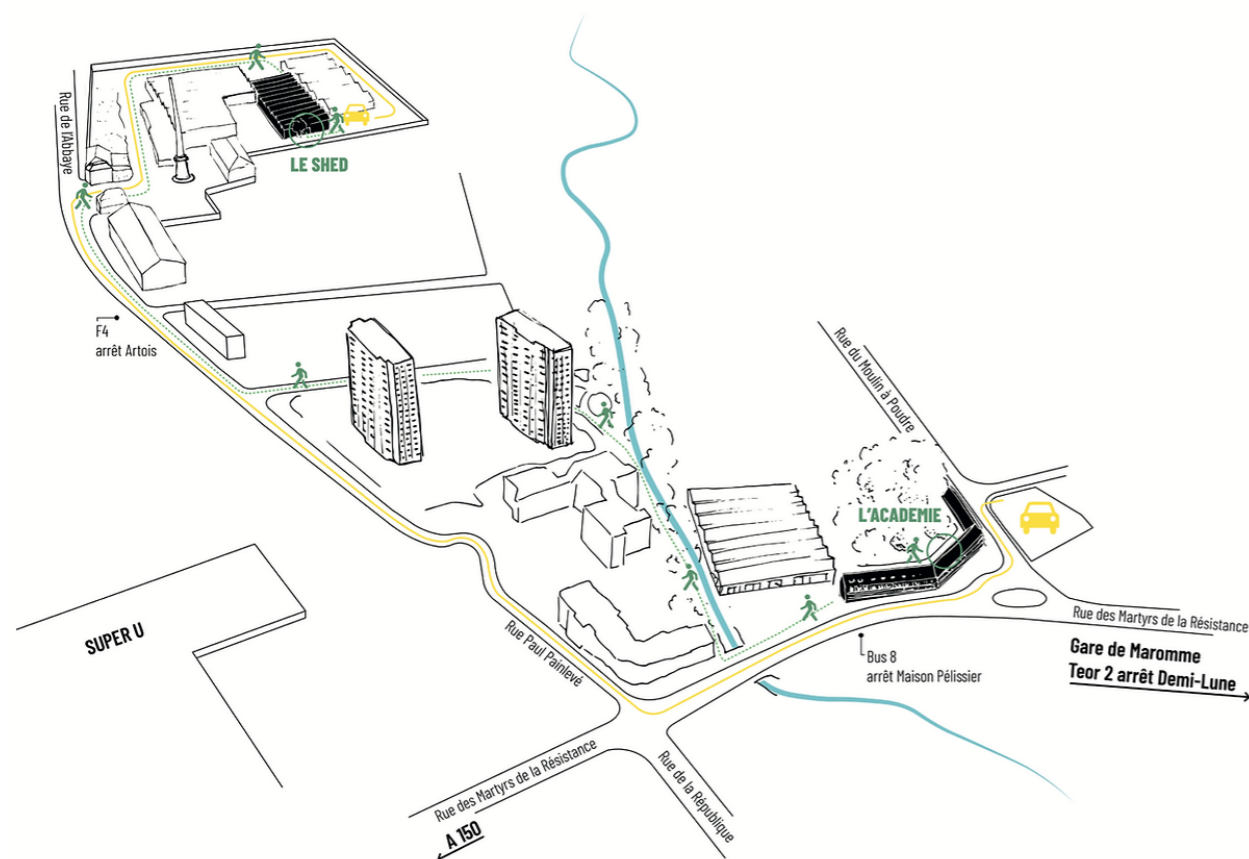 Rue de l'Abbaye
LE SHED
F4
arrêt Artois
Rue du Moulin à Poudre
L'ACADEMIE
SUPER U
Rue Paul Painlevé
Bus 8
arrêt Maison Pélissier
Rue des Martyrs de la Résistance
Gare de Maromme
Teor 2 arrêt Demi-Lune
Rue des Martyrs de la Résistance
A 150
Rue de la République